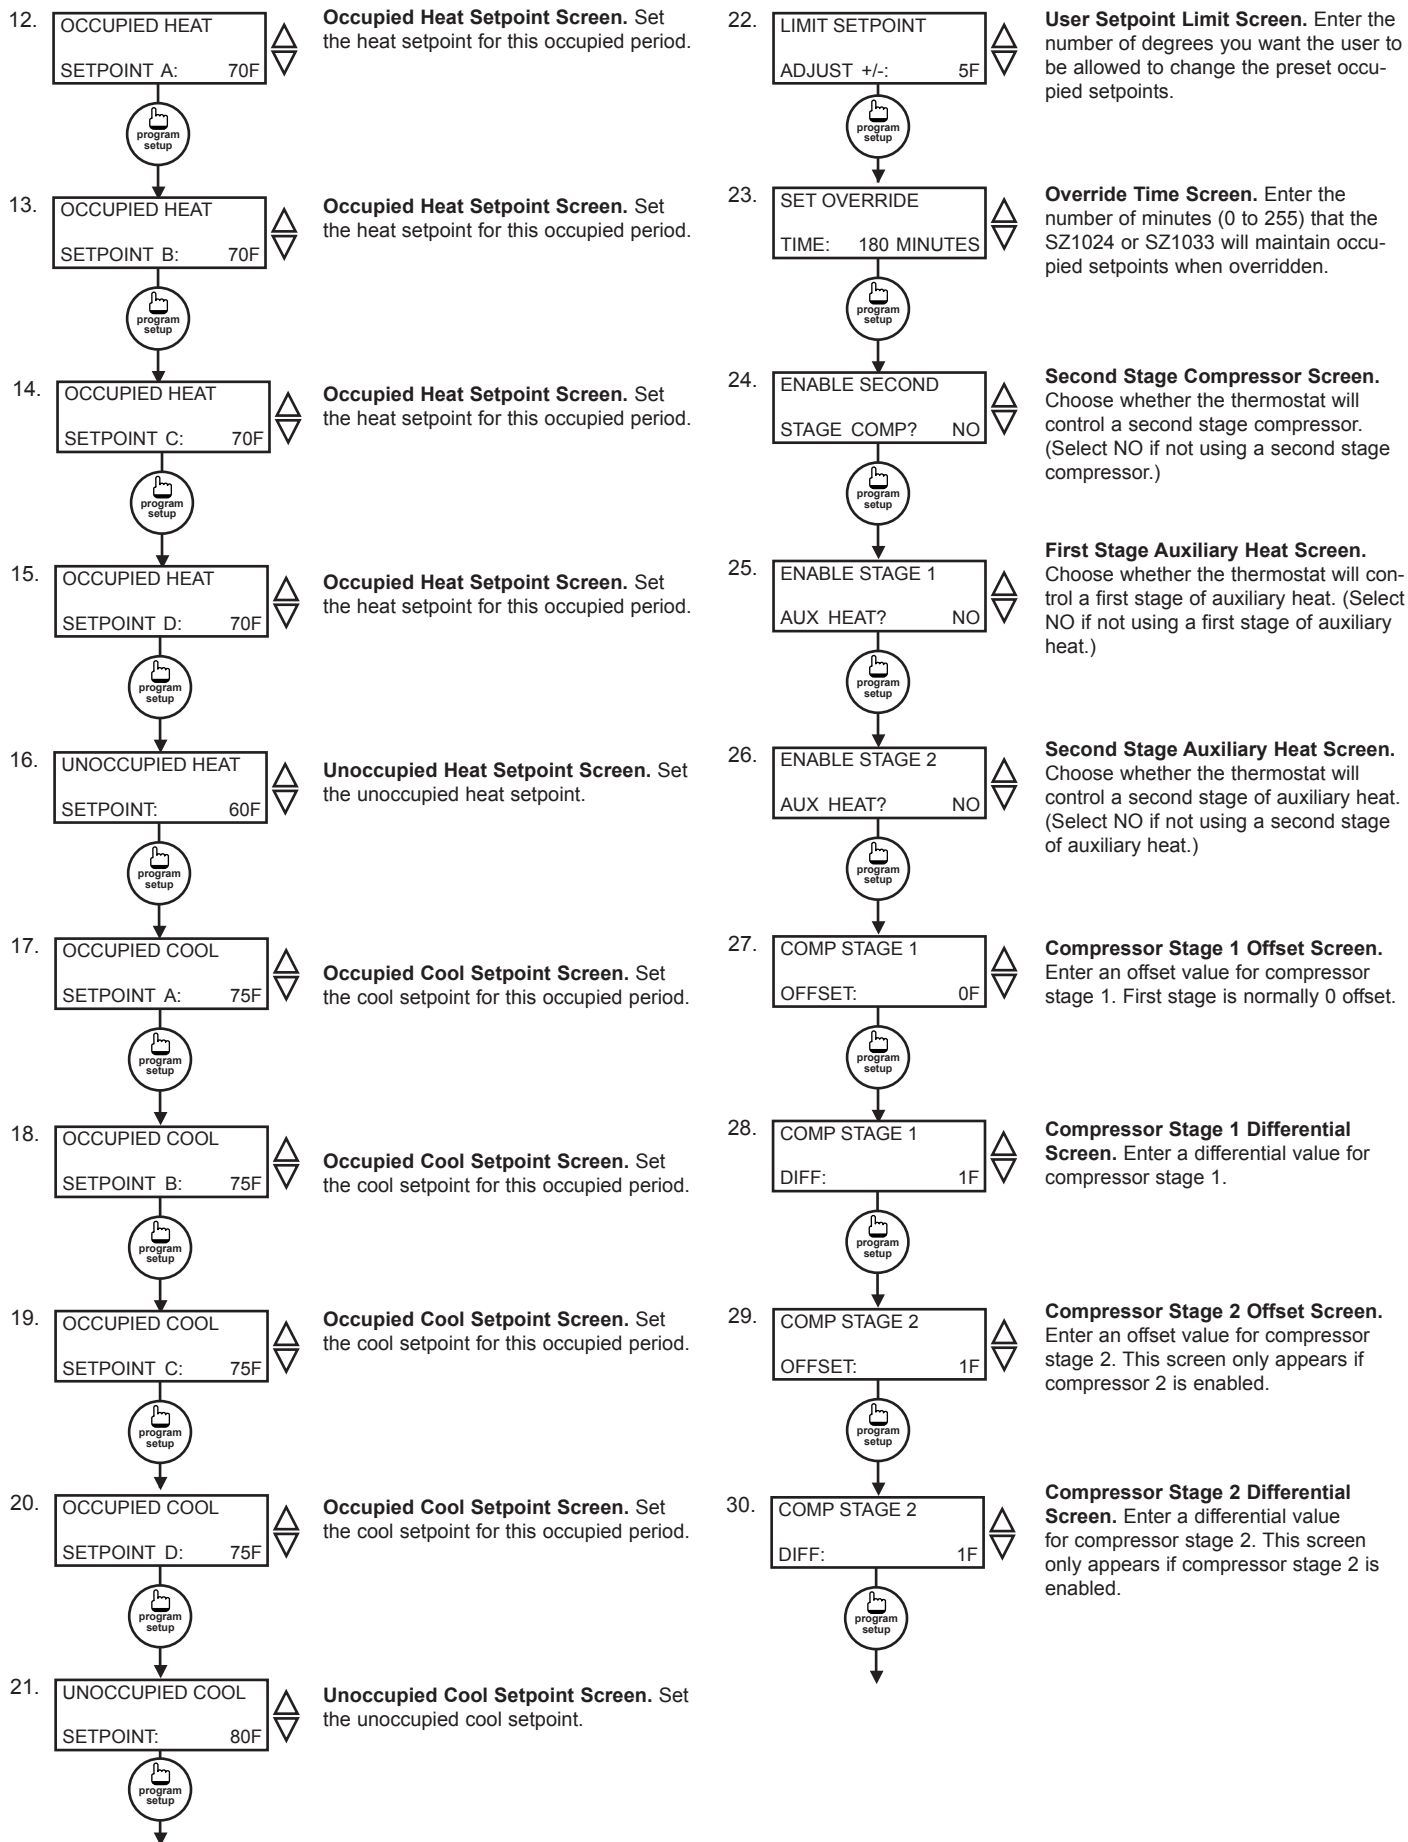 12.
OCCUPIED HEAT
SETPOINT A: 70F
Occupied Heat Setpoint Screen. Set
the heat setpoint for this occupied period.
program
setup
13.
OCCUPIED HEAT
SETPOINT B: 70F
Occupied Heat Setpoint Screen. Set
the heat setpoint for this occupied period.
program
setup
14.
OCCUPIED HEAT
SETPOINT C: 70F
Occupied Heat Setpoint Screen. Set
the heat setpoint for this occupied period.
program
setup
15.
OCCUPIED HEAT
SETPOINT D: 70F
Occupied Heat Setpoint Screen. Set
the heat setpoint for this occupied period.
program
setup
16.
UNOCCUPIED HEAT
SETPOINT: 60F
Unoccupied Heat Setpoint Screen. Set
the unoccupied heat setpoint.
program
setup
17.
OCCUPIED COOL
SETPOINT A: 75F
Occupied Cool Setpoint Screen. Set
the cool setpoint for this occupied period.
program
setup
18.
OCCUPIED COOL
SETPOINT B: 75F
Occupied Cool Setpoint Screen. Set
the cool setpoint for this occupied period.
program
setup
19.
OCCUPIED COOL
SETPOINT C: 75F
Occupied Cool Setpoint Screen. Set
the cool setpoint for this occupied period.
program
setup
20.
OCCUPIED COOL
SETPOINT D: 75F
Occupied Cool Setpoint Screen. Set
the cool setpoint for this occupied period.
program
setup
21.
UNOCCUPIED COOL
SETPOINT: 80F
Unoccupied Cool Setpoint Screen. Set
the unoccupied cool setpoint.
program
setup
22.
LIMIT SETPOINT
ADJUST +/-: 5F
User Setpoint Limit Screen. Enter the
number of degrees you want the user to
be allowed to change the preset occu-
pied setpoints.
program
setup
23.
SET OVERRIDE
TIME: 180 MINUTES
Override Time Screen. Enter the
number of minutes (0 to 255) that the
SZ1024 or SZ1033 will maintain occu-
pied setpoints when overridden.
program
setup
24.
ENABLE SECOND
STAGE COMP? NO
Second Stage Compressor Screen.
Choose whether the thermostat will
control a second stage compressor.
(Select NO if not using a second stage
compressor.)
program
setup
25.
ENABLE STAGE 1
AUX HEAT? NO
First Stage Auxiliary Heat Screen.
Choose whether the thermostat will con-
trol a first stage of auxiliary heat. (Select
NO if not using a first stage of auxiliary
heat.)
program
setup
26.
ENABLE STAGE 2
AUX HEAT? NO
Second Stage Auxiliary Heat Screen.
Choose whether the thermostat will
control a second stage of auxiliary heat.
(Select NO if not using a second stage
of auxiliary heat.)
program
setup
27.
COMP STAGE 1
OFFSET: 0F
Compressor Stage 1 Offset Screen.
Enter an offset value for compressor
stage 1. First stage is normally 0 offset.
program
setup
28.
COMP STAGE 1
DIFF: 1F
Compressor Stage 1 Differential
Screen. Enter a differential value for
compressor stage 1.
program
setup
29.
COMP STAGE 2
OFFSET: 1F
Compressor Stage 2 Offset Screen.
Enter an offset value for compressor
stage 2. This screen only appears if
compressor 2 is enabled.
program
setup
30.
COMP STAGE 2
DIFF: 1F
Compressor Stage 2 Differential
Screen. Enter a differential value
for compressor stage 2. This screen
only appears if compressor stage 2 is
enabled.
program
setup